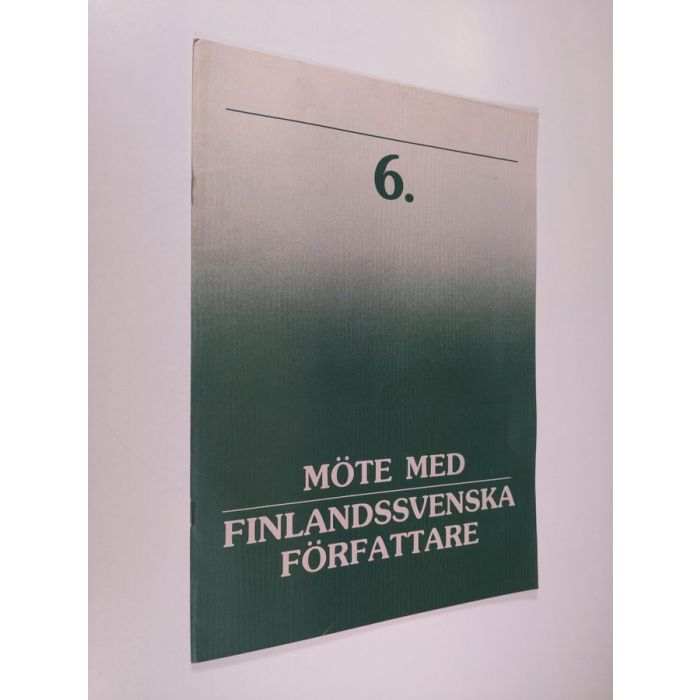 6.
MÖTE MED
FINLANDSSVENSKA
FÖRFATTARE